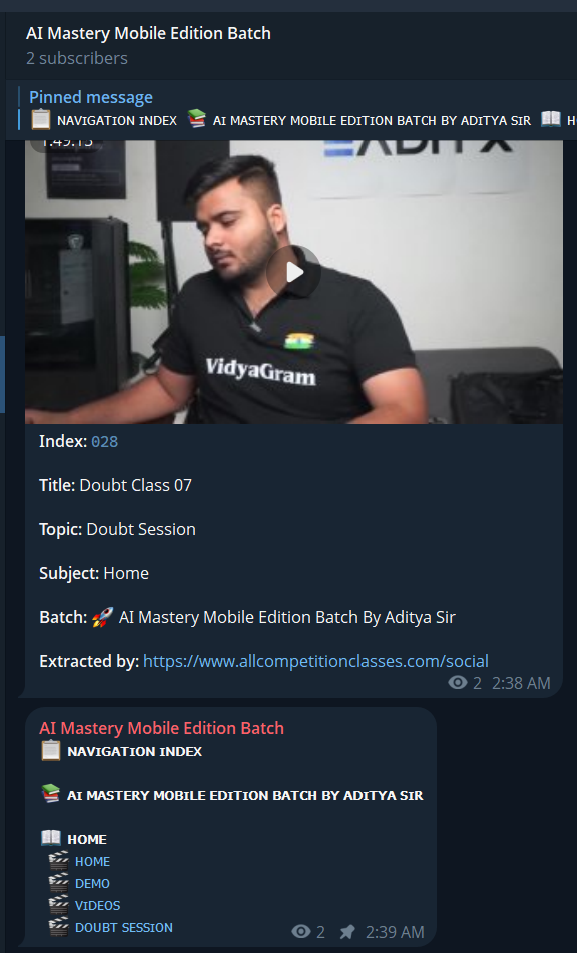 AI Mastery Mobile Edition Batch
2 subscribers
Pinned message
📋 NAVIGATION INDEX 📚 AI MASTERY MOBILE EDITION BATCH BY ADITYA SIR 📖
1:49:15
VidyaGram
Index: 028
Title: Doubt Class 07
Topic: Doubt Session
Subject: Home
Batch: 🚀 AI Mastery Mobile Edition Batch By Aditya Sir
Extracted by: https://www.allcompetitionclasses.com/social
2 2:38 AM
AI Mastery Mobile Edition Batch
📋 NAVIGATION INDEX
📚 AI MASTERY MOBILE EDITION BATCH BY ADITYA SIR
📖 HOME
🎬 HOME
🎬 DEMO
🎬 VIDEOS
🎬 DOUBT SESSION
2 2:39 AM